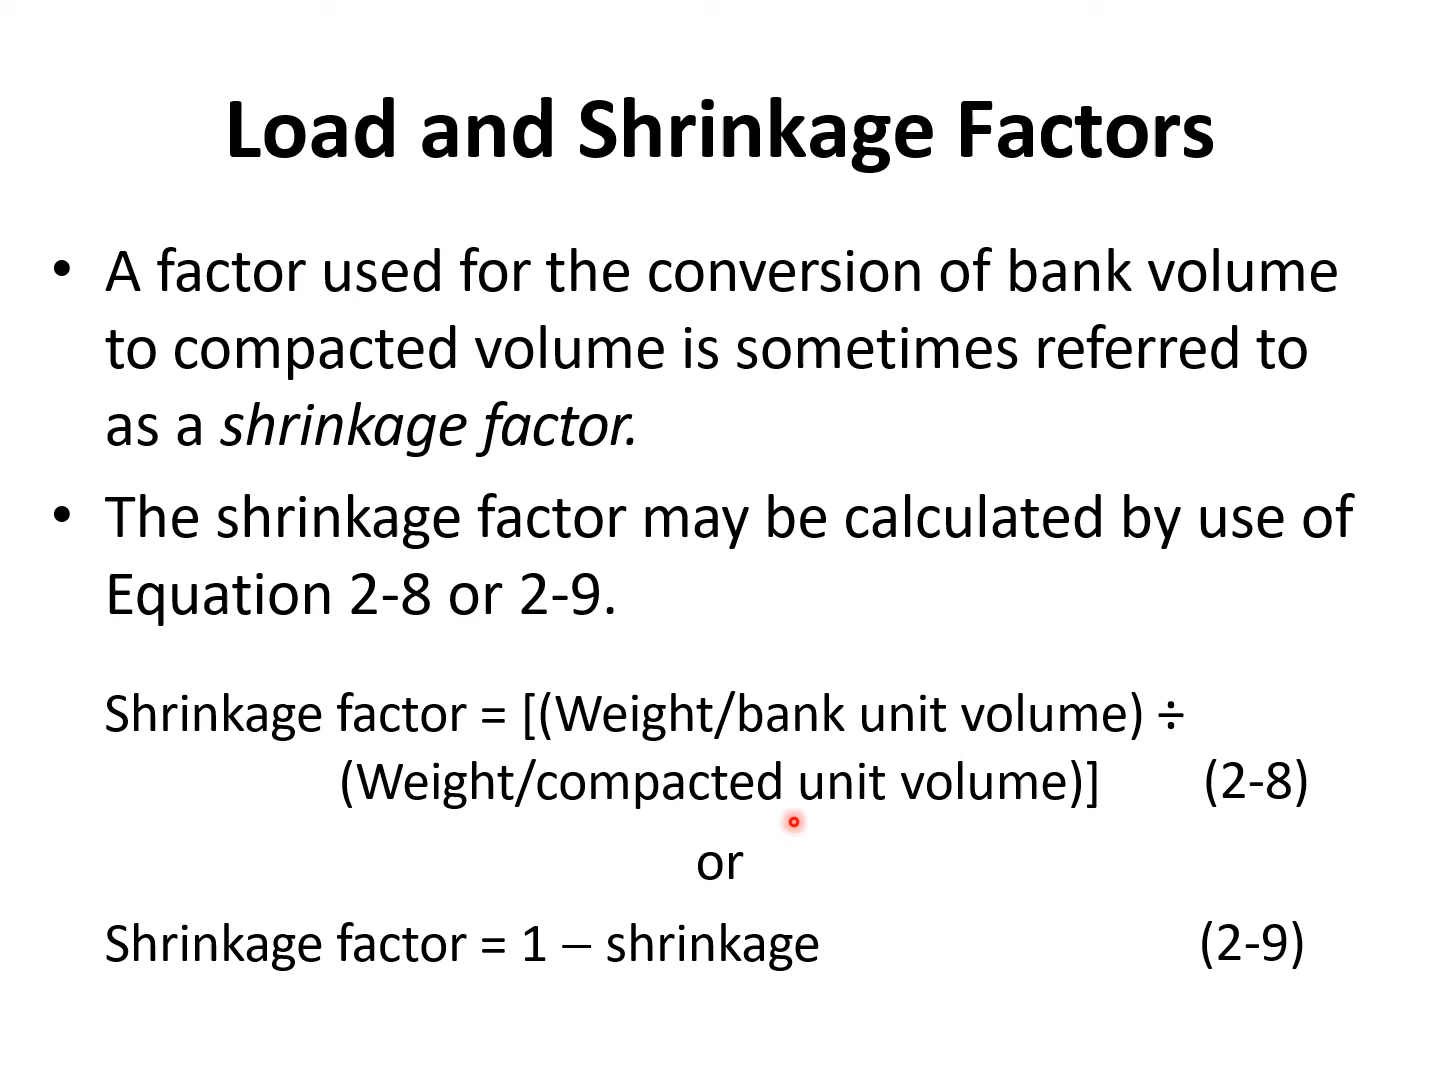 Load and Shrinkage Factors
• A factor used for the conversion of bank volume
to compacted volume is sometimes referred to
as a shrinkage factor.
• The shrinkage factor may be calculated by use of
Equation 2-8 or 2-9.
Shrinkage factor = [(Weight/bank unit volume) ÷
(Weight/compacted unit volume)] (2-8)
or
Shrinkage factor = 1 – shrinkage (2-9)